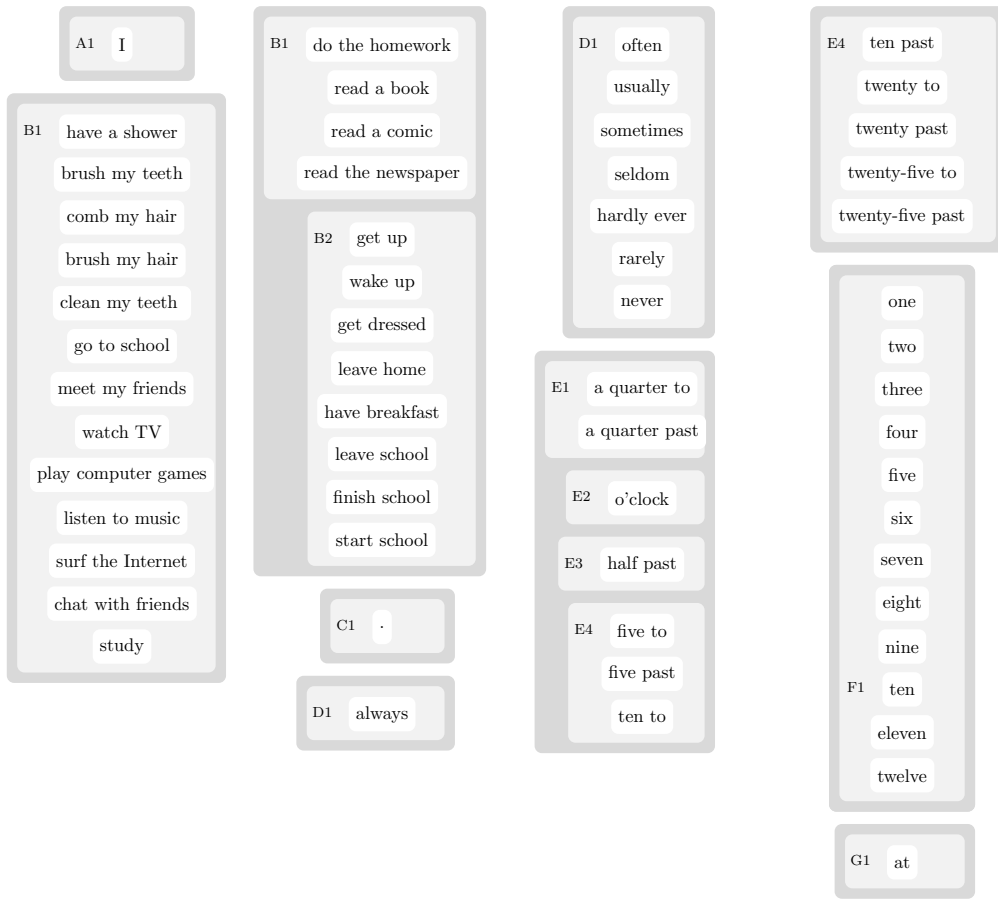 A1 I
B1 have a shower
brush my teeth
comb my hair
brush my hair
clean my teeth
go to school
meet my friends
watch TV
play computer games
listen to music
surf the Internet
chat with friends
study
B1 do the homework
read a book
read a comic
read the newspaper
B2 get up
wake up
get dressed
leave home
have breakfast
leave school
finish school
start school
C1 .
D1 always
D1 often
usually
sometimes
seldom
hardly ever
rarely
never
E1 a quarter to
a quarter past
E2 o'clock
E3 half past
E4 five to
five past
ten to
E4 ten past
twenty to
twenty past
twenty-five to
twenty-five past
one
two
three
four
five
six
seven
eight
nine
F1 ten
eleven
twelve
G1 at